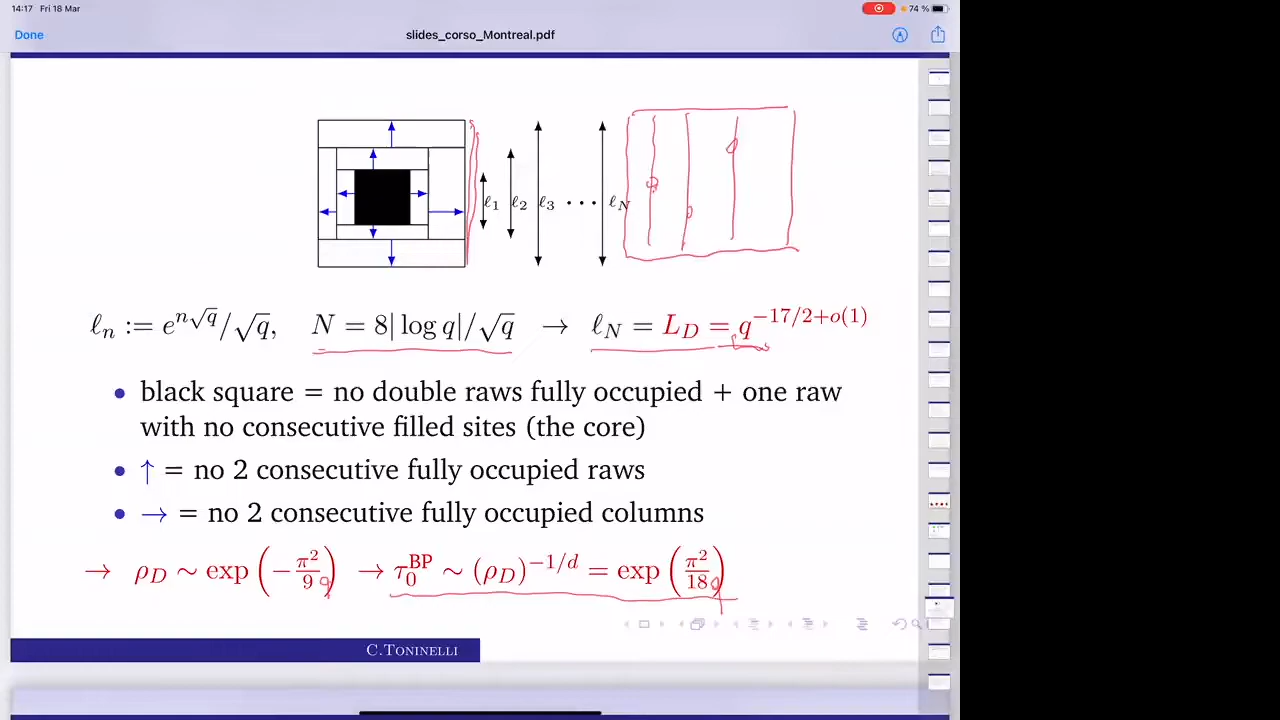 14:17 Fri 18 Mar
74 %
Done
slides_corso_Montreal.pdf
ℓ1 ℓ2 ℓ3 ⋯ ℓN
ℓn := e^{n√q}/√q, N = 8| log q|/√q → ℓN = L_D = q^{−17/2+o(1)}
• black square = no double raws fully occupied + one raw
with no consecutive filled sites (the core)
• ↑ = no 2 consecutive fully occupied raws
• → = no 2 consecutive fully occupied columns
→ ρ_D ∼ exp(−π²/9q) → τ₀^BP ∼ (ρ_D)^{−1/d} = exp(π²/18q)
C.Toninelli